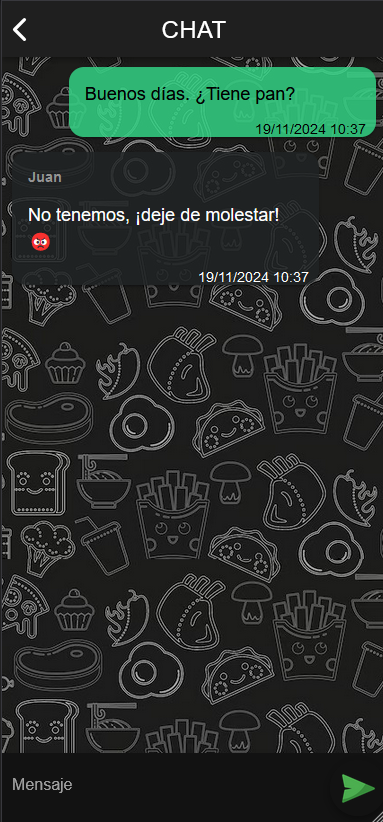 CHAT
Buenos días. ¿Tiene pan?
19/11/2024 10:37
Juan
No tenemos, ¡deje de molestar!
19/11/2024 10:37
Mensaje